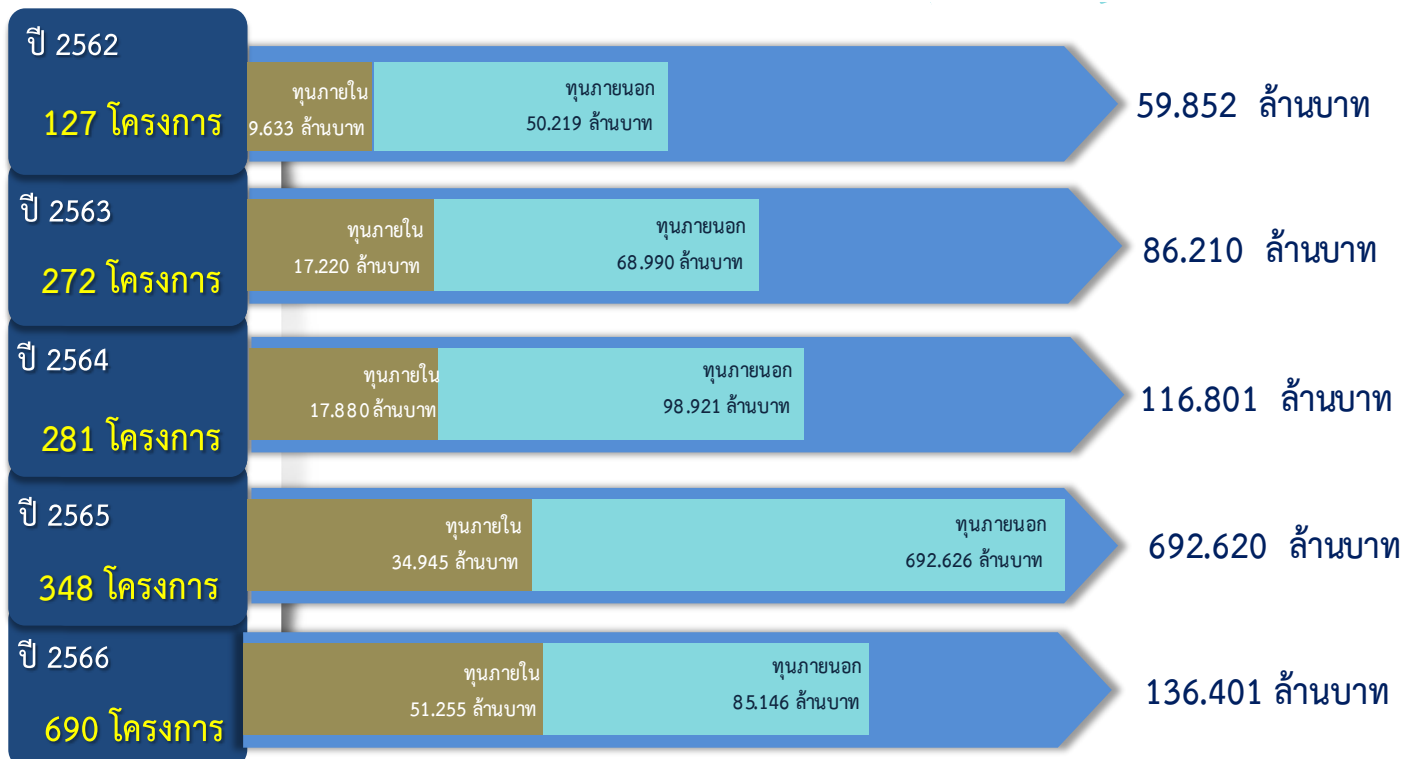 ปี 2562
127 โครงการ
ทุนภายใน
9.633 ล้านบาท
ทุนภายนอก
50.219 ล้านบาท
59.852 ล้านบาท
ปี 2563
272 โครงการ
ทุนภายใน
17.220 ล้านบาท
ทุนภายนอก
68.990 ล้านบาท
86.210 ล้านบาท
ปี 2564
281 โครงการ
ทุนภายใน
17.880 ล้านบาท
ทุนภายนอก
98.921 ล้านบาท
116.801 ล้านบาท
ปี 2565
348 โครงการ
ทุนภายใน
34.945 ล้านบาท
ทุนภายนอก
692.626 ล้านบาท
692.620 ล้านบาท
ปี 2566
690 โครงการ
ทุนภายใน
51.255 ล้านบาท
ทุนภายนอก
85.146 ล้านบาท
136.401 ล้านบาท